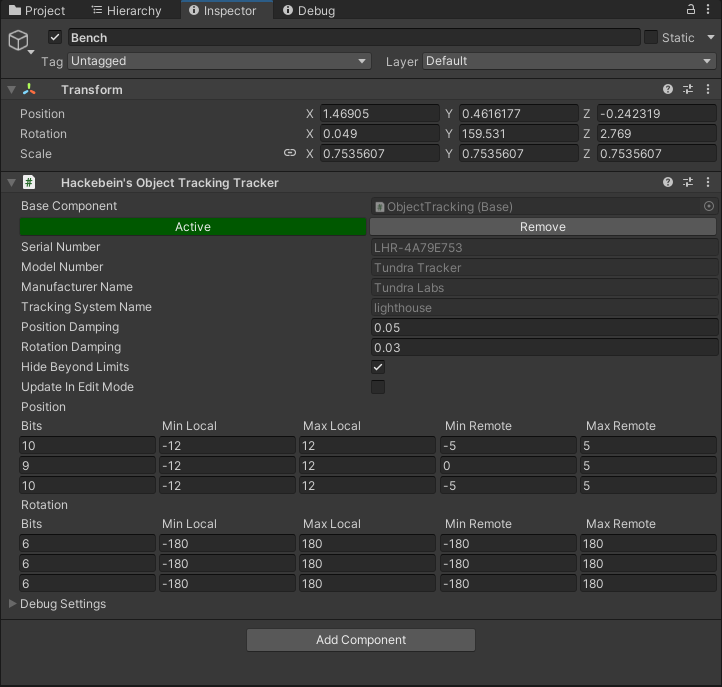 Project Hierarchy Inspector Debug
Bench Static
Tag Untagged Layer Default
Transform
Position X 1.46905 Y 0.4616177 Z -0.242319
Rotation X 0.049 Y 159.531 Z 2.769
Scale X 0.7535607 Y 0.7535607 Z 0.7535607
# Hackebein's Object Tracking Tracker
Base Component ObjectTracking (Base)
Active Remove
Serial Number LHR-4A79E753
Model Number Tundra Tracker
Manufacturer Name Tundra Labs
Tracking System Name lighthouse
Position Damping 0.05
Rotation Damping 0.03
Hide Beyond Limits
Update In Edit Mode
Position
Bits Min Local Max Local Min Remote Max Remote
10 -12 12 -5 5
9 -12 12 0 5
10 -12 12 -5 5
Rotation
Bits Min Local Max Local Min Remote Max Remote
6 -180 180 -180 180
6 -180 180 -180 180
6 -180 180 -180 180
Debug Settings
Add Component